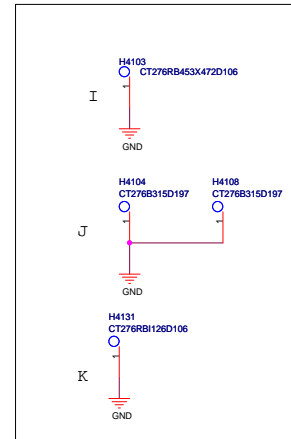 H4103
CT276RB453X472D106
I
1
GND
H4104 H4108
CT276B315D197 CT276B315D197
J
1 1
GND
H4131
CT276RBI126D106
K
1
GND